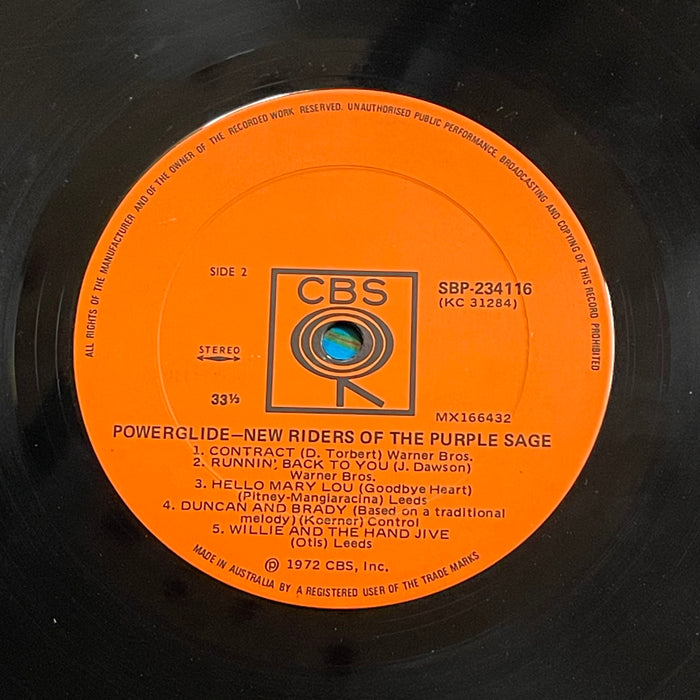 ALL RIGHTS OF THE MANUFACTURER AND OF THE OWNER OF THE RECORDED WORK RESERVED. UNAUTHORISED PUBLIC PERFORMANCE, BROADCASTING AND COPYING OF THIS RECORD PROHIBITED
SIDE 2
CBS
SBP-234116
(KC 31284)
STEREO
33⅓
MX166432
POWERGLIDE—NEW RIDERS OF THE PURPLE SAGE
1. CONTRACT (D. Torbert) Warner Bros.
2. RUNNIN' BACK TO YOU (J. Dawson)
Warner Bros.
3. HELLO MARY LOU (Goodbye Heart)
(Pitney-Mangiaracina) Leeds
4. DUNCAN AND BRADY (Based on a traditional
melody) (Koerner) Control
5. WILLIE AND THE HAND JIVE
(Otis) Leeds
℗ 1972 CBS, Inc.
MADE IN AUSTRALIA BY A REGISTERED USER OF THE TRADE MARKS